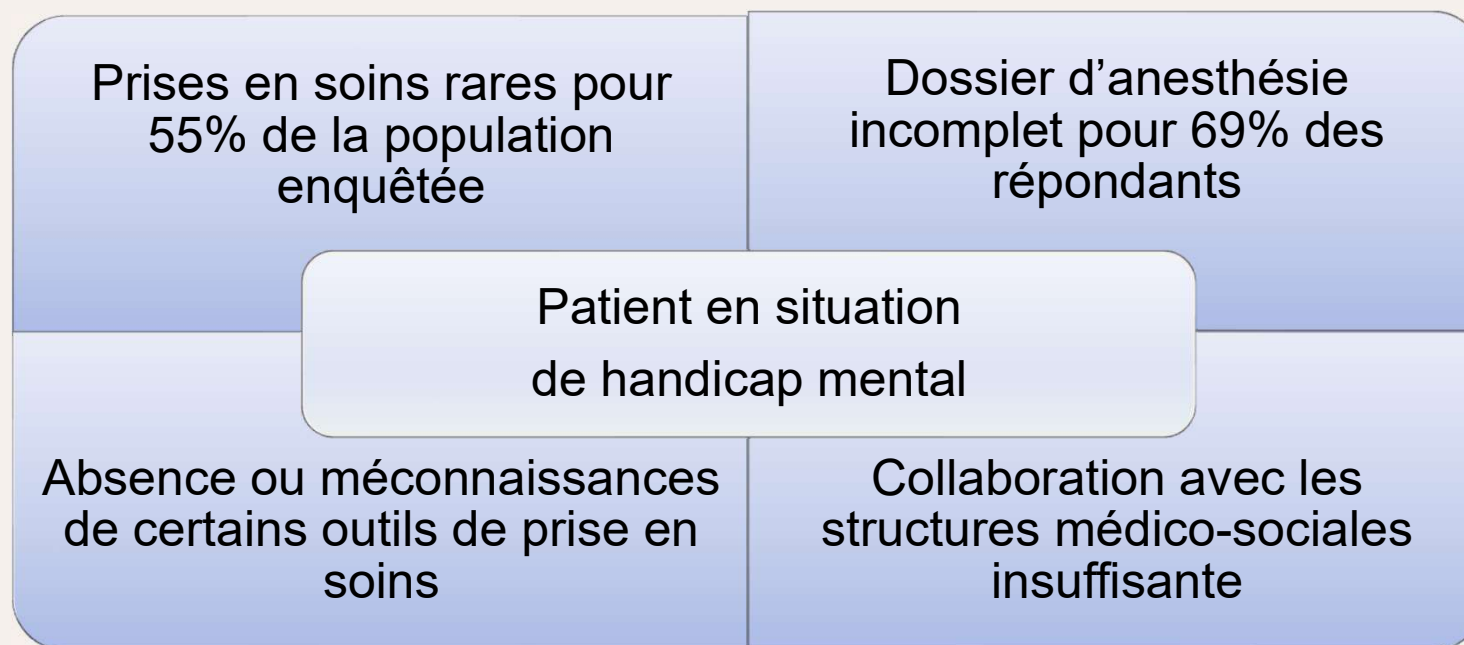 Prises en soins rares pour
55% de la population
enquêtée
Dossier d’anesthésie
incomplet pour 69% des
répondants
Patient en situation
de handicap mental
Absence ou méconnaissances
de certains outils de prise en
soins
Collaboration avec les
structures médico-sociales
insuffisante